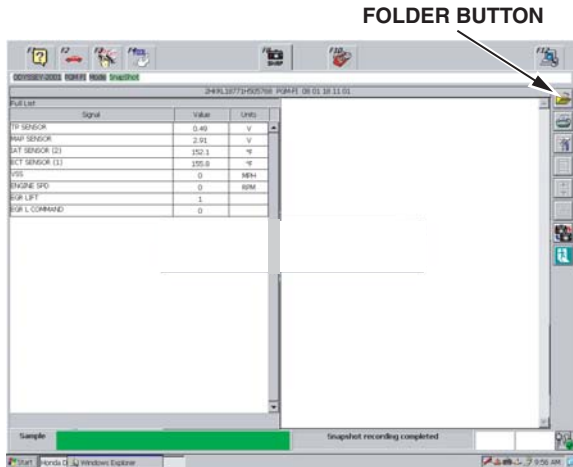 FOLDER BUTTON
F1 F2 F4 F9 F10 F12
SNAP
ODYSSEY-2001 PGM-FI Mode Snapshot
PGM-FI 08 01 18 11 01
Full List
Signal Value Units
TP SENSOR 0.49 V
MAP SENSOR 2.91 V
IAT SENSOR (2) 152.1 °F
ECT SENSOR (1) 155.8 °F
VSS 0 MPH
ENGINE SPD 0 RPM
EGR LIFT 1
EGR L COMMAND 0
Sample Snapshot recording completed
Start Honda D Windows Explorer 9:56 AM